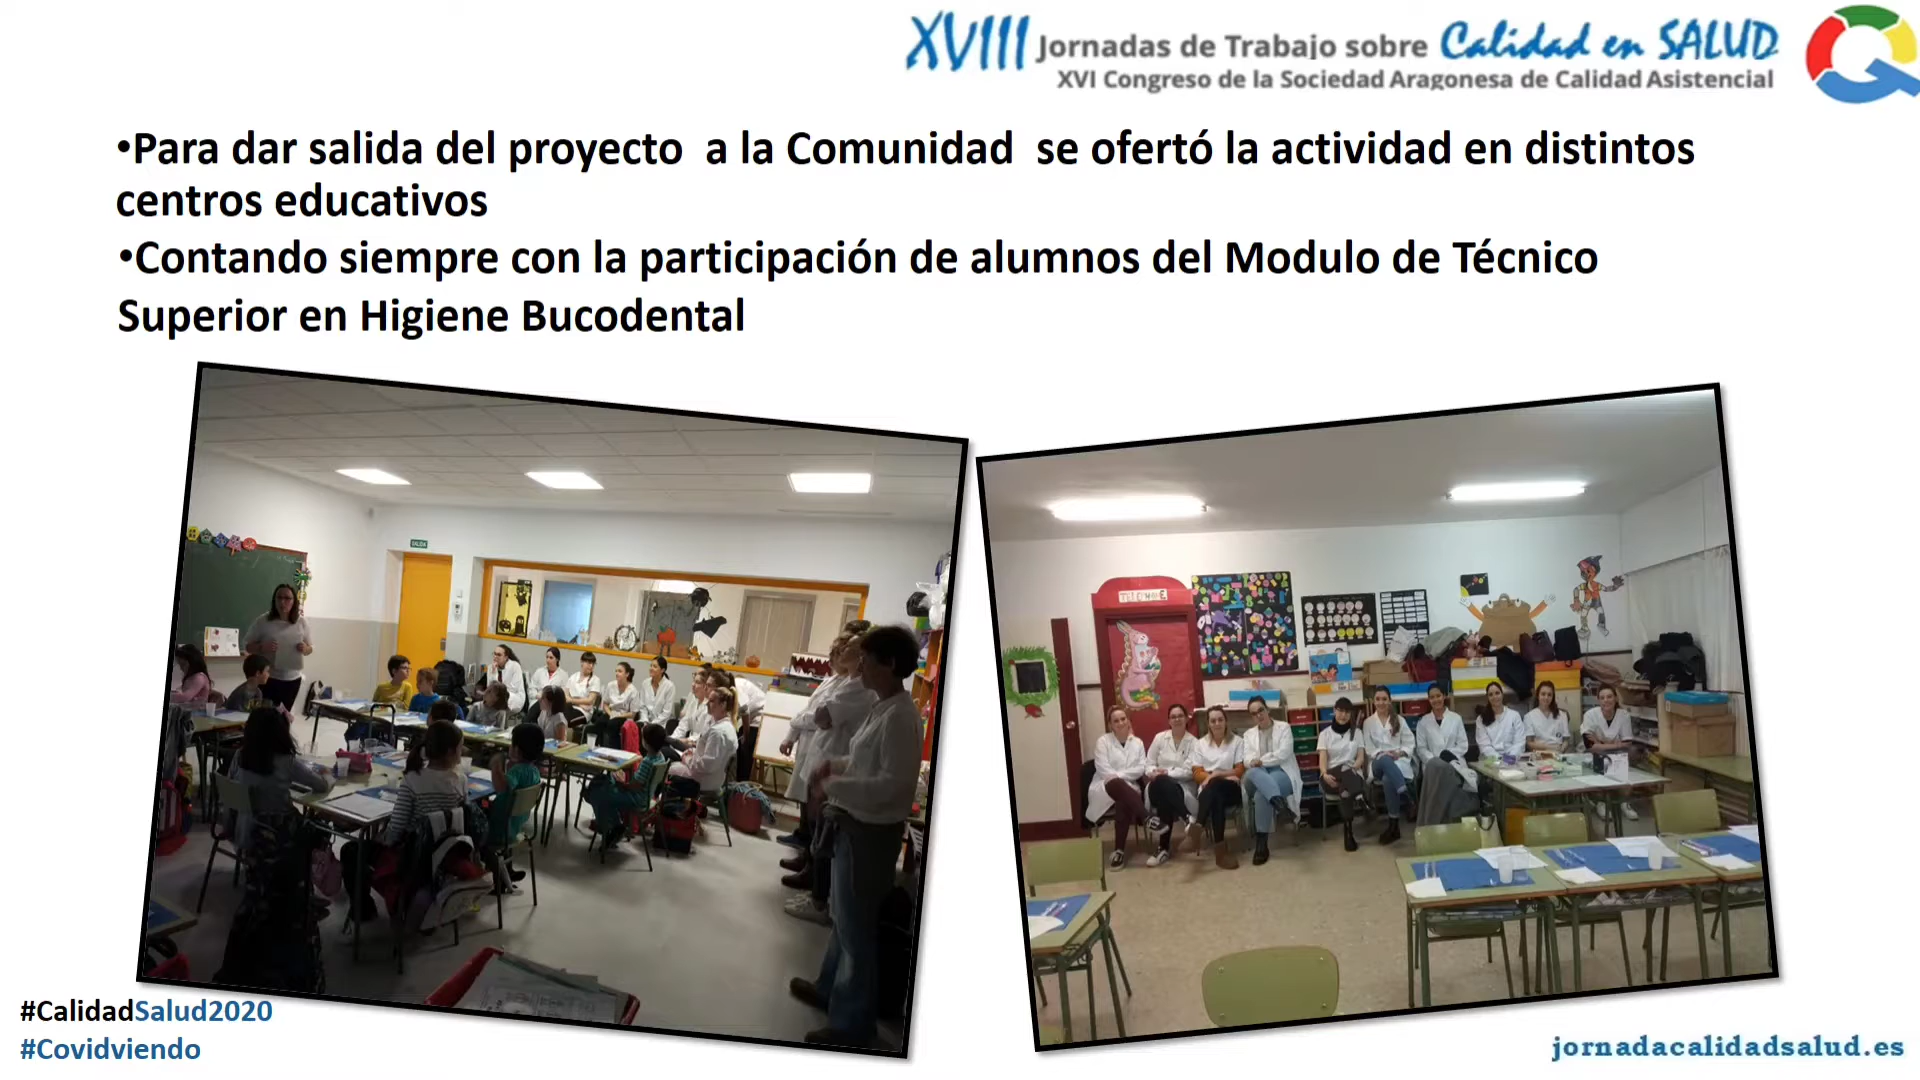 XVIII Jornadas de Trabajo sobre Calidad en SALUD
XVI Congreso de la Sociedad Aragonesa de Calidad Asistencial
•Para dar salida del proyecto a la Comunidad se ofertó la actividad en distintos
centros educativos
•Contando siempre con la participación de alumnos del Modulo de Técnico
Superior en Higiene Bucodental
#CalidadSalud2020
#Covidviendo
jornadacalidadsalud.es